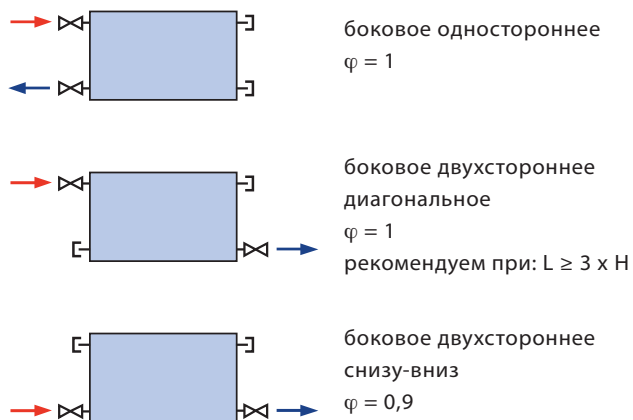 боковое одностороннее
φ = 1
боковое двухстороннее
диагональное
φ = 1
рекомендуем при: L ≥ 3 x H
боковое двухстороннее
снизу-вниз
φ = 0,9